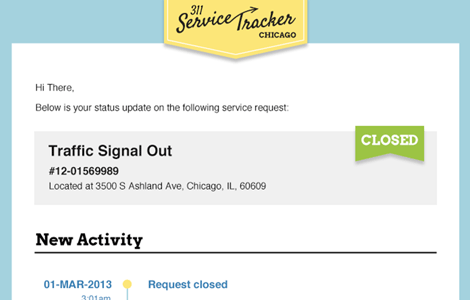 311
Service Tracker
CHICAGO
Hi There,
Below is your status update on the following service request:
CLOSED
Traffic Signal Out
#12-01569989
Located at 3500 S Ashland Ave, Chicago, IL, 60609
New Activity
01-MAR-2013 Request closed
3:01am